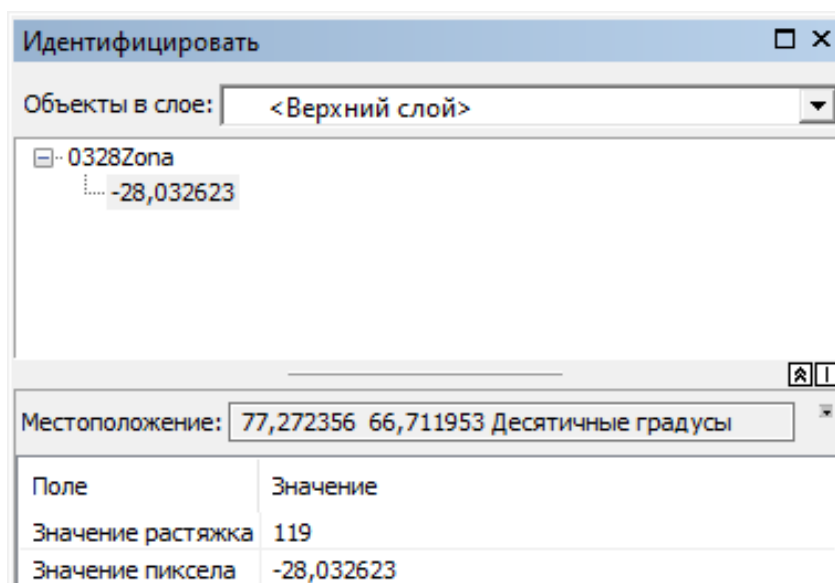 Идентифицировать
Объекты в слое: <Верхний слой>
0328Zona
-28,032623
Местоположение: 77,272356 66,711953 Десятичные градусы
Поле Значение
Значение растяжка 119
Значение пиксела -28,032623